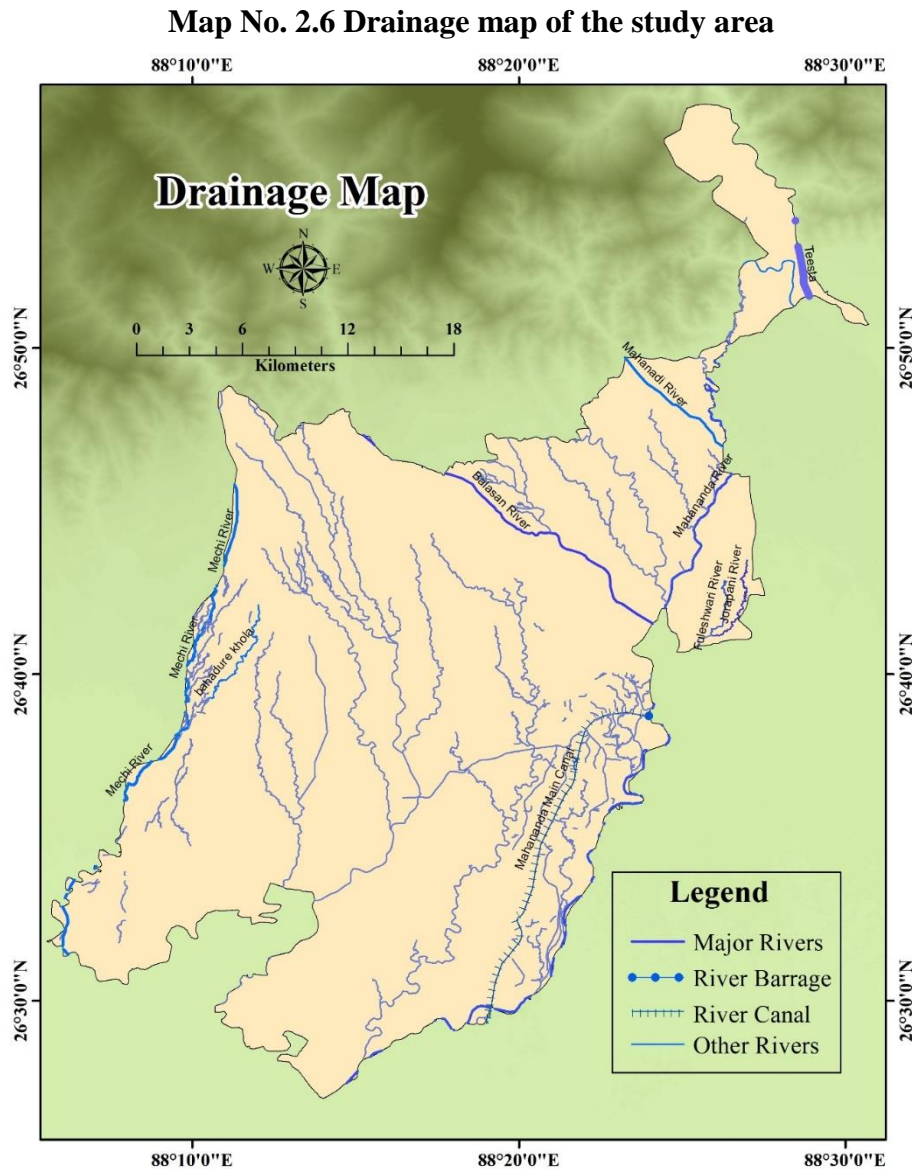 Map No. 2.6 Drainage map of the study area
88°10'0"E
88°20'0"E
88°30'0"E
Drainage Map
N
W
E
S
0
3
6
12
18
Kilometers
Teesta
26°50'0"N
26°50'0"N
Mahanadi River
Balasan River
Mahananda River
Mechi River
Fuleshwari River
Jorapani River
Mechi River
bahadure khola
26°40'0"N
26°40'0"N
Mechi River
Mahananda Main Canal
Legend
Major Rivers
River Barrage
River Canal
Other Rivers
26°30'0"N
26°30'0"N
88°10'0"E
88°20'0"E
88°30'0"E